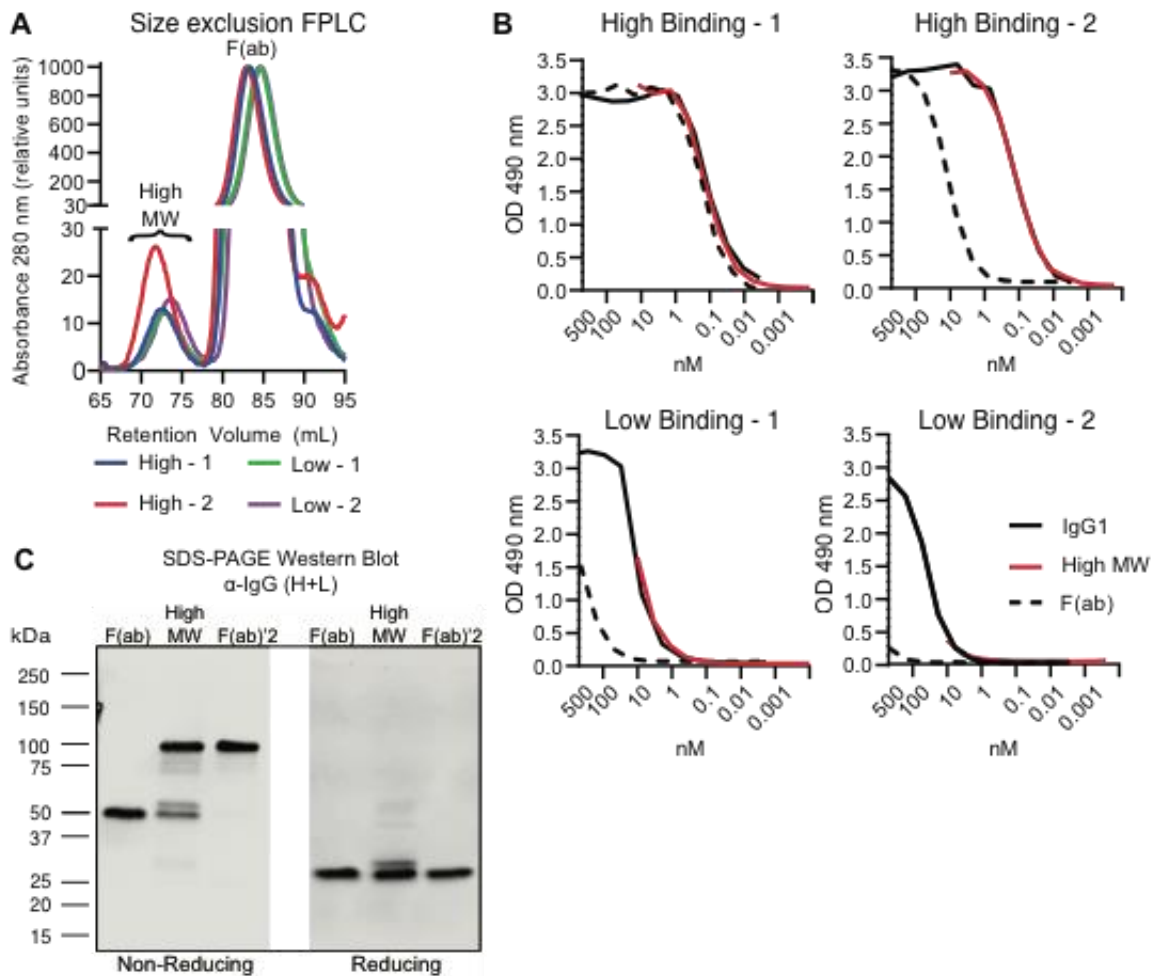 A
Size exclusion FPLC
F(ab)
Absorbance 280 nm (relative units)
1000
800
600
400
200
30
High
MW
30
20
10
0
65 70 75 80 85 90 95
Retention Volume (mL)
High - 1
Low - 1
High - 2
Low - 2
B
High Binding - 1
OD 490 nm
3.5
3.0
2.5
2.0
1.5
1.0
0.5
0.0
500 100 10 1 0.1 0.01 0.001
nM
High Binding - 2
3.5
3.0
2.5
2.0
1.5
1.0
0.5
0.0
500 100 10 1 0.1 0.01 0.001
nM
Low Binding - 1
OD 490 nm
3.5
3.0
2.5
2.0
1.5
1.0
0.5
0.0
500 100 10 1 0.1 0.01 0.001
nM
Low Binding - 2
OD 490 nm
3.5
3.0
2.5
2.0
1.5
1.0
0.5
0.0
500 100 10 1 0.1 0.01 0.001
nM
IgG1
High MW
F(ab)
C
SDS-PAGE Western Blot
α-IgG (H+L)
kDa
F(ab) High MW F(ab)'2
F(ab) High MW F(ab)'2
250
150
100
75
50
37
25
20
15
Non-Reducing
Reducing